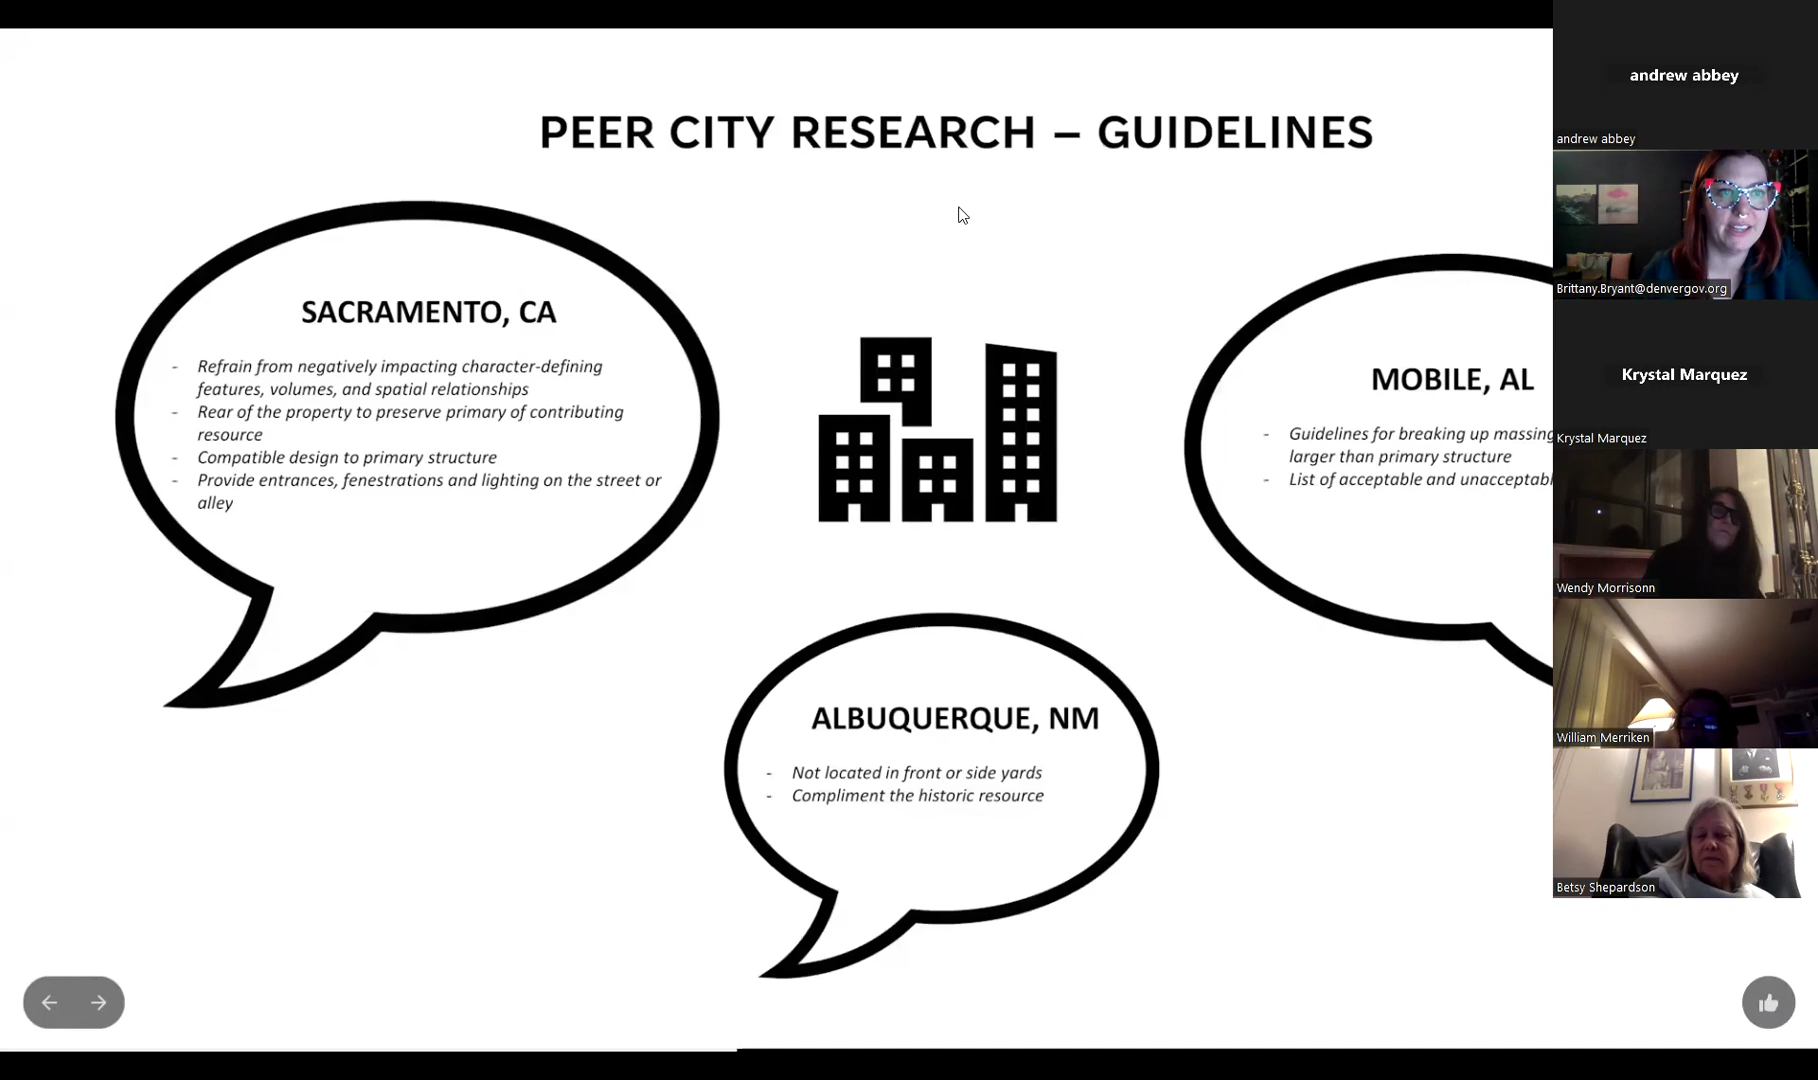 PEER CITY RESEARCH – GUIDELINES
SACRAMENTO, CA
- Refrain from negatively impacting character-defining
features, volumes, and spatial relationships
- Rear of the property to preserve primary of contributing
resource
- Compatible design to primary structure
- Provide entrances, fenestrations and lighting on the street or
alley
MOBILE, AL
- Guidelines for breaking up massing
larger than primary structure
- List of acceptable and
ALBUQUERQUE, NM
- Not located in front or side yards
- Compliment the historic resource
andrew abbey
andrew abbey
Brittany.Bryant@denvergov.org
Krystal Marquez
Krystal Marquez
Wendy Morrisonn
William Merriken
Betsy Shepardson